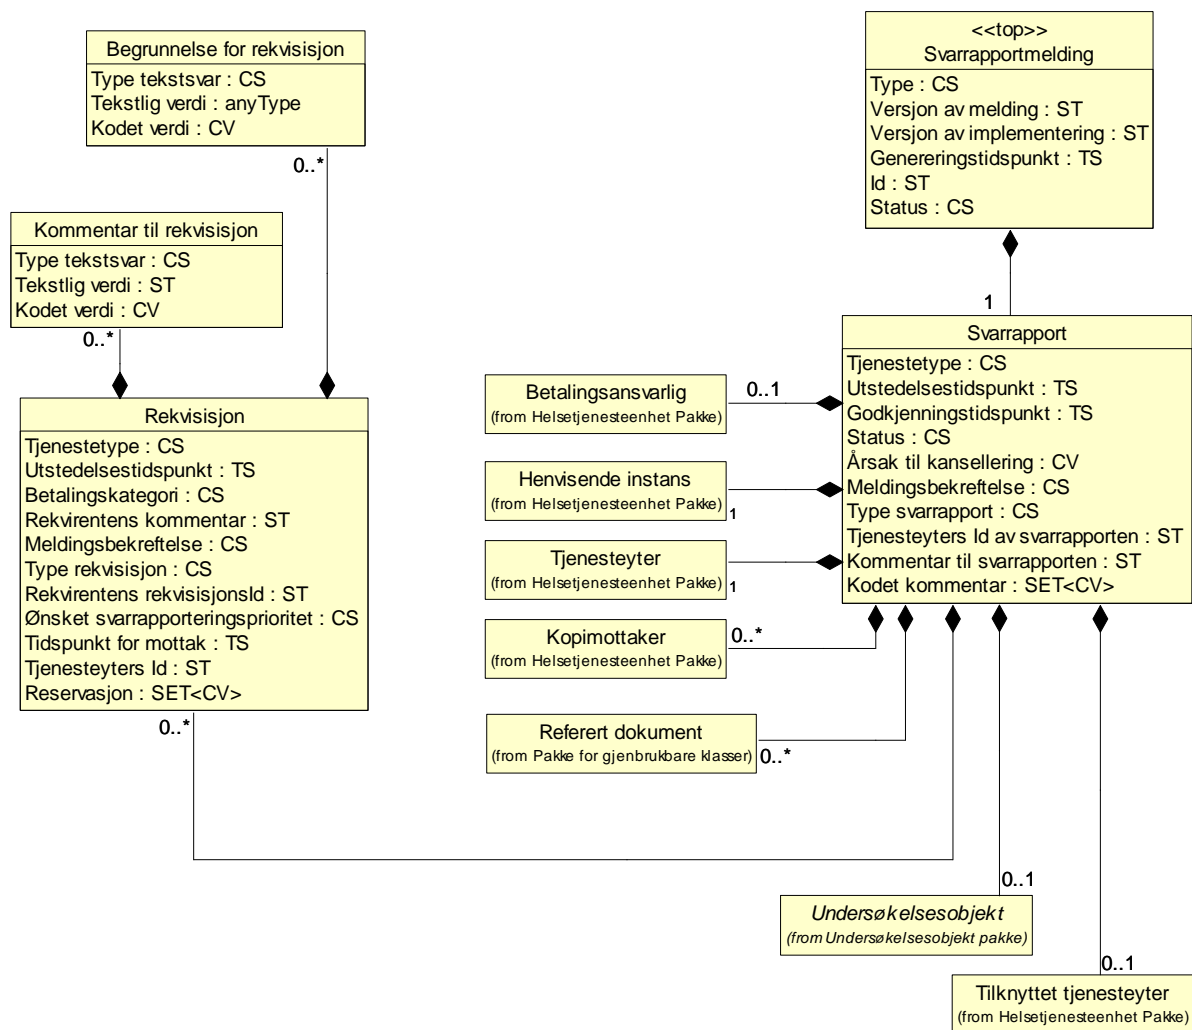 Begrunnelse for rekvisisjon
Type tekstsvar : CS
Tekstlig verdi : anyType
Kodet verdi : CV
0..*
Kommentar til rekvisisjon
Type tekstsvar : CS
Tekstlig verdi : ST
Kodet verdi : CV
0..*
Rekvisisjon
Tjenestetype : CS
Utstedelsestidspunkt : TS
Betalingskategori : CS
Rekvirentens kommentar : ST
Meldingsbekreftelse : CS
Type rekvisisjon : CS
Rekvirentens rekvisisjonsId : ST
Ønsket svarrapporteringsprioritet : CS
Tidspunkt for mottak : TS
Tjenesteyters Id : ST
Reservasjon : SET<CV>
0..*
<<top>>
Svarrapportmelding
Type : CS
Versjon av melding : ST
Versjon av implementering : ST
Genereringstidspunkt : TS
Id : ST
Status : CS
1
Svarrapport
Tjenestetype : CS
Utstedelsestidspunkt : TS
Godkjenningstidspunkt : TS
Status : CS
Årsak til kansellering : CV
Meldingsbekreftelse : CS
Type svarrapport : CS
Tjenesteyters Id av svarrapporten : ST
Kommentar til svarrapporten : ST
Kodet kommentar : SET<CV>
Betalingsansvarlig
(from Helsetjenesteenhet Pakke)
0..1
Henvisende instans
(from Helsetjenesteenhet Pakke)
1
Tjenesteyter
(from Helsetjenesteenhet Pakke)
1
Kopimottaker
(from Helsetjenesteenhet Pakke)
0..*
Referert dokument
(from Pakke for gjenbrukbare klasser)
0..*
0..1
Undersøkelsesobjekt
(from Undersøkelsesobjekt pakke)
0..1
Tilknyttet tjenesteyter
(from Helsetjenesteenhet Pakke)